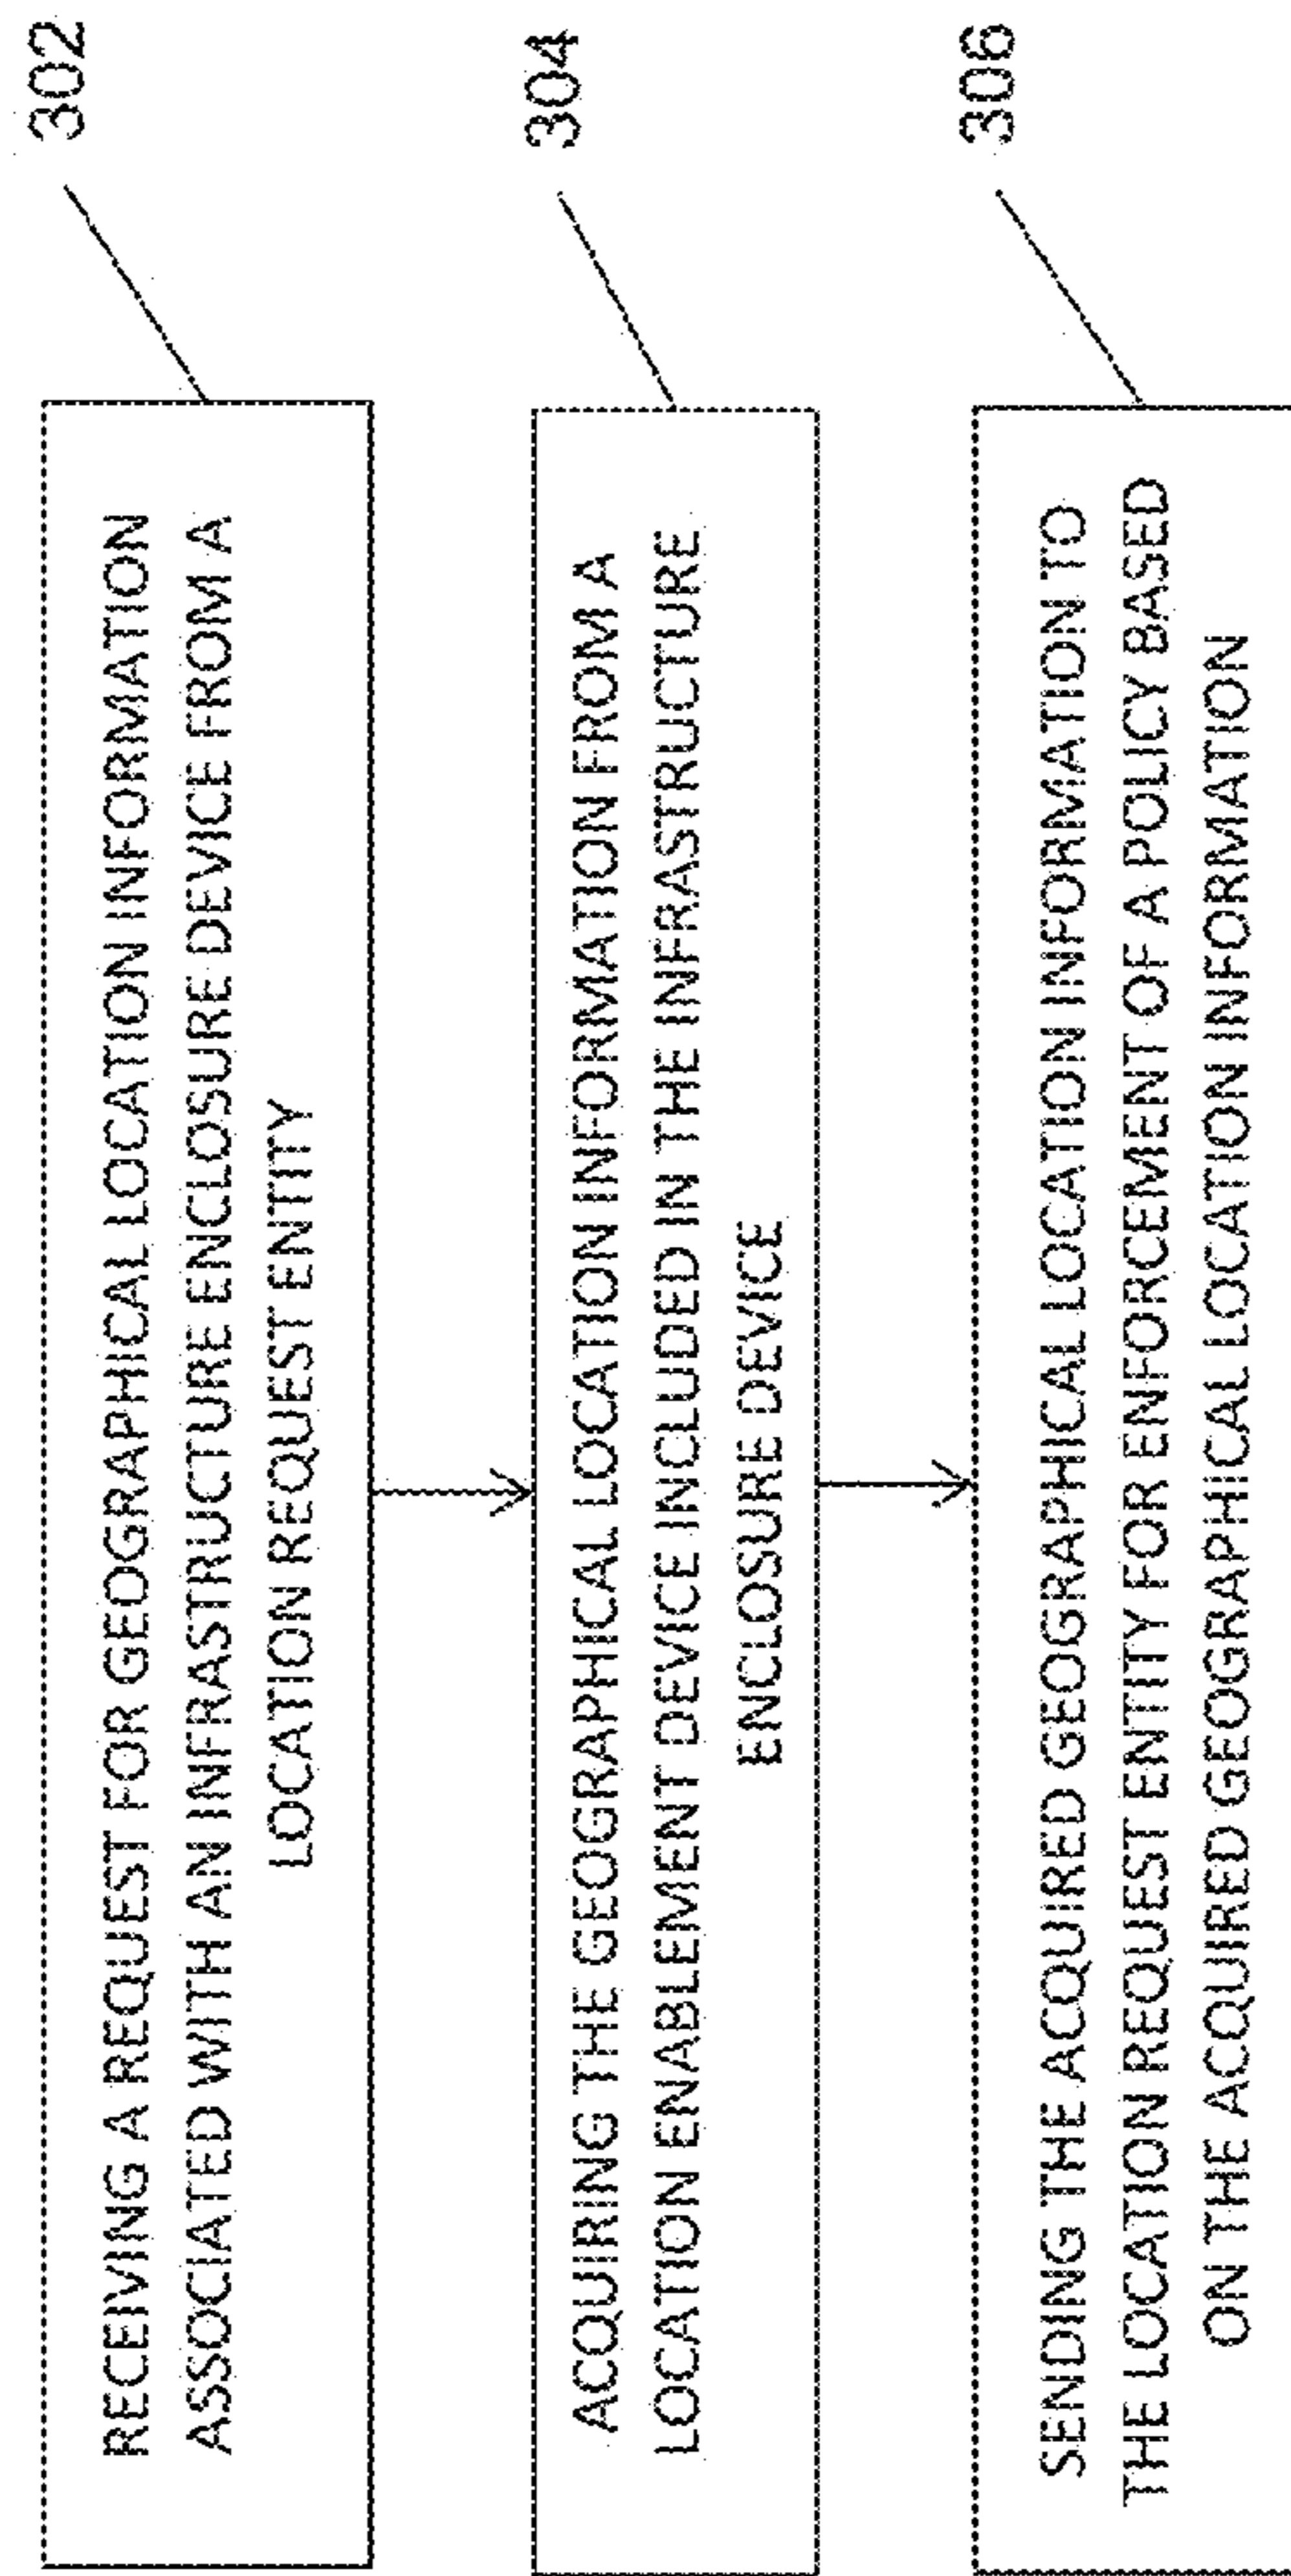 RECEIVING A REQUEST FOR GEOGRAPHICAL LOCATION INFORMATION
ASSOCIATED WITH AN INFRASTRUCTURE ENCLOSURE DEVICE FROM A
LOCATION REQUEST ENTITY
302
ACQUIRING THE GEOGRAPHICAL LOCATION INFORMATION FROM A
LOCATION ENABLEMENT DEVICE INCLUDED IN THE INFRASTRUCTURE
ENCLOSURE DEVICE
304
SENDING THE ACQUIRED GEOGRAPHICAL LOCATION INFORMATION TO
THE LOCATION REQUEST ENTITY FOR ENFORCEMENT OF A POLICY BASED
ON THE ACQUIRED GEOGRAPHICAL LOCATION INFORMATION
306